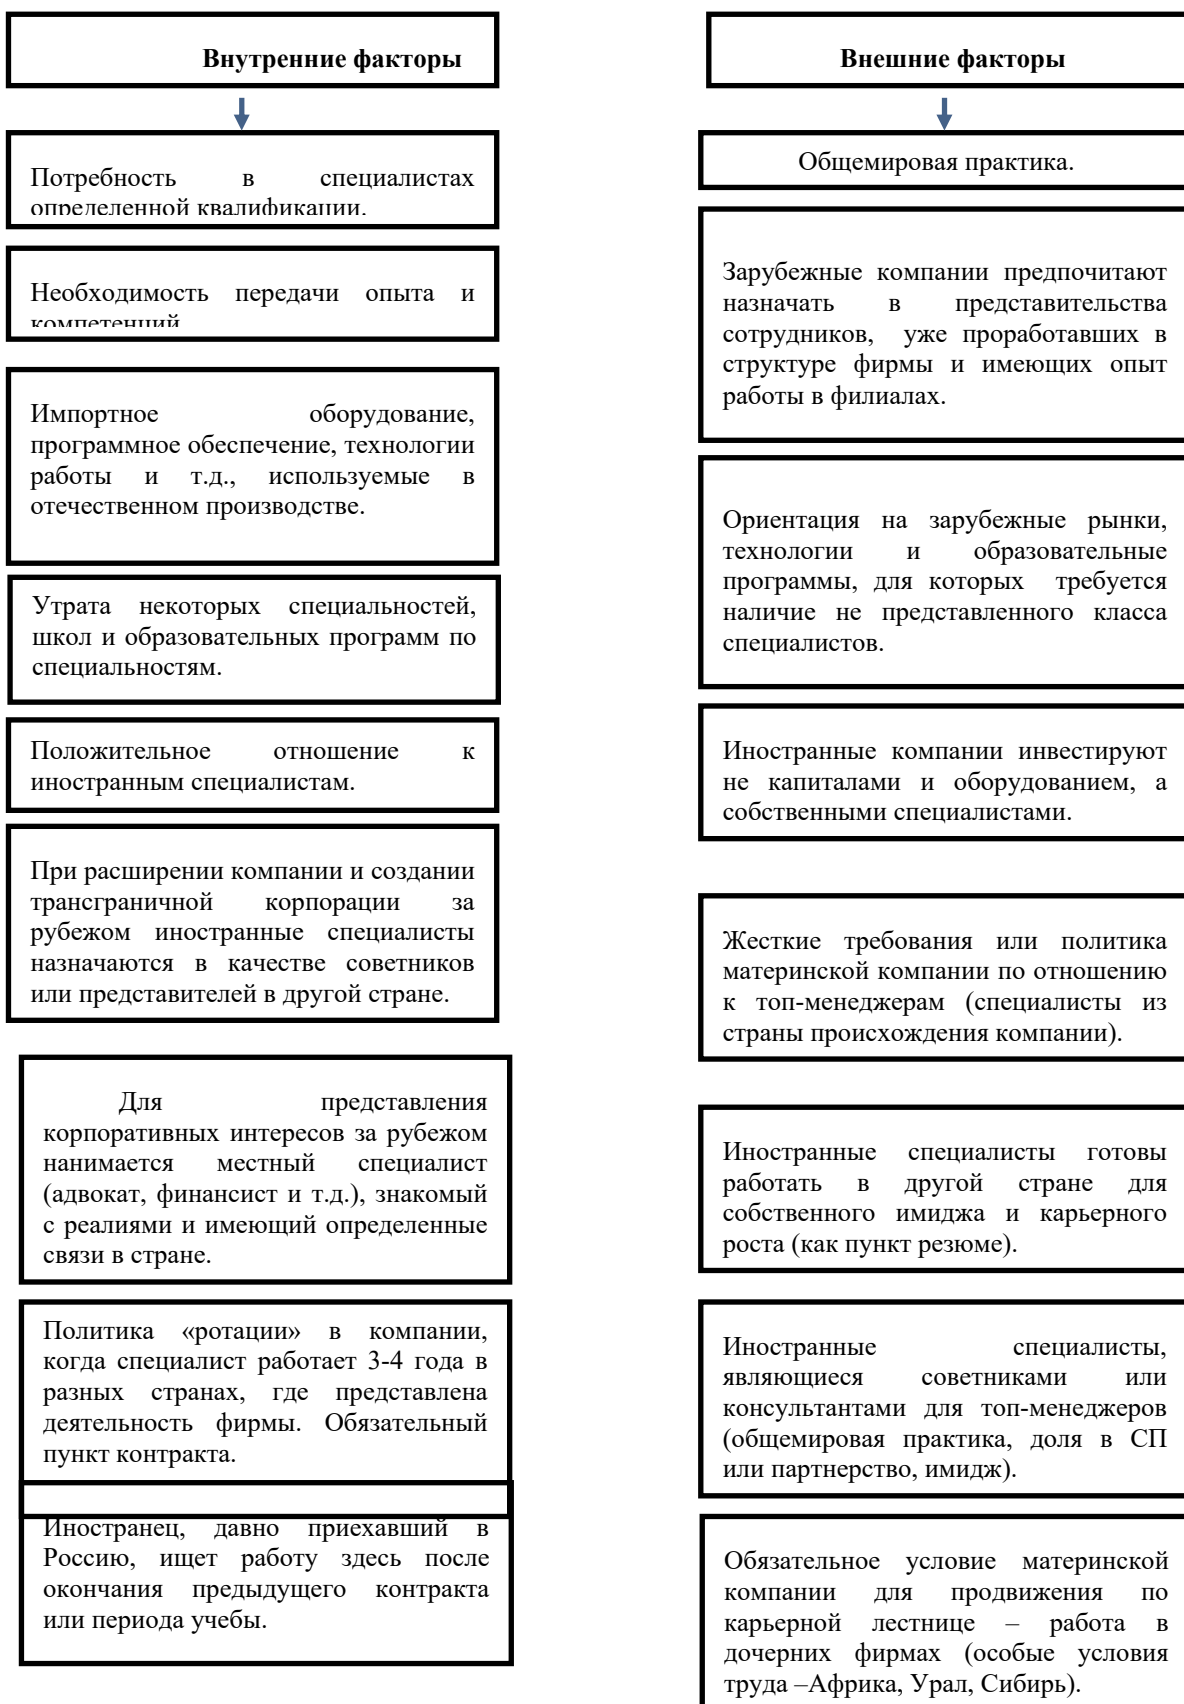 Внутренние факторы
Потребность в специалистах
определенной квалификации.
Необходимость передачи опыта и
компетенций
Импортное оборудование,
программное обеспечение, технологии
работы и т.д., используемые в
отечественном производстве.
Утрата некоторых специальностей,
школ и образовательных программ по
специальностям.
Положительное отношение к
иностранным специалистам.
При расширении компании и создании
трансграничной корпорации за
рубежом иностранные специалисты
назначаются в качестве советников
или представителей в другой стране.
Для представления
корпоративных интересов за рубежом
нанимается местный специалист
(адвокат, финансист и т.д.), знакомый
с реалиями и имеющий определенные
связи в стране.
Политика «ротации» в компании,
когда специалист работает 3-4 года в
разных странах, где представлена
деятельность фирмы. Обязательный
пункт контракта.
Иностранец, давно приехавший в
Россию, ищет работу здесь после
окончания предыдущего контракта
или периода учебы.
Внешние факторы
Общемировая практика.
Зарубежные компании предпочитают
назначать в представительства
сотрудников, уже проработавших в
структуре фирмы и имеющих опыт
работы в филиалах.
Ориентация на зарубежные рынки,
технологии и образовательные
программы, для которых требуется
наличие не представленного класса
специалистов.
Иностранные компании инвестируют
не капиталами и оборудованием, а
собственными специалистами.
Жесткие требования или политика
материнской компании по отношению
к топ-менеджерам (специалисты из
страны происхождения компании).
Иностранные специалисты готовы
работать в другой стране для
собственного имиджа и карьерного
роста (как пункт резюме).
Иностранные специалисты,
являющиеся советниками или
консультантами для топ-менеджеров
(общемировая практика, доля в СП
или партнерство, имидж).
Обязательное условие материнской
компании для продвижения по
карьерной лестнице – работа в
дочерних фирмах (особые условия
труда –Африка, Урал, Сибирь).